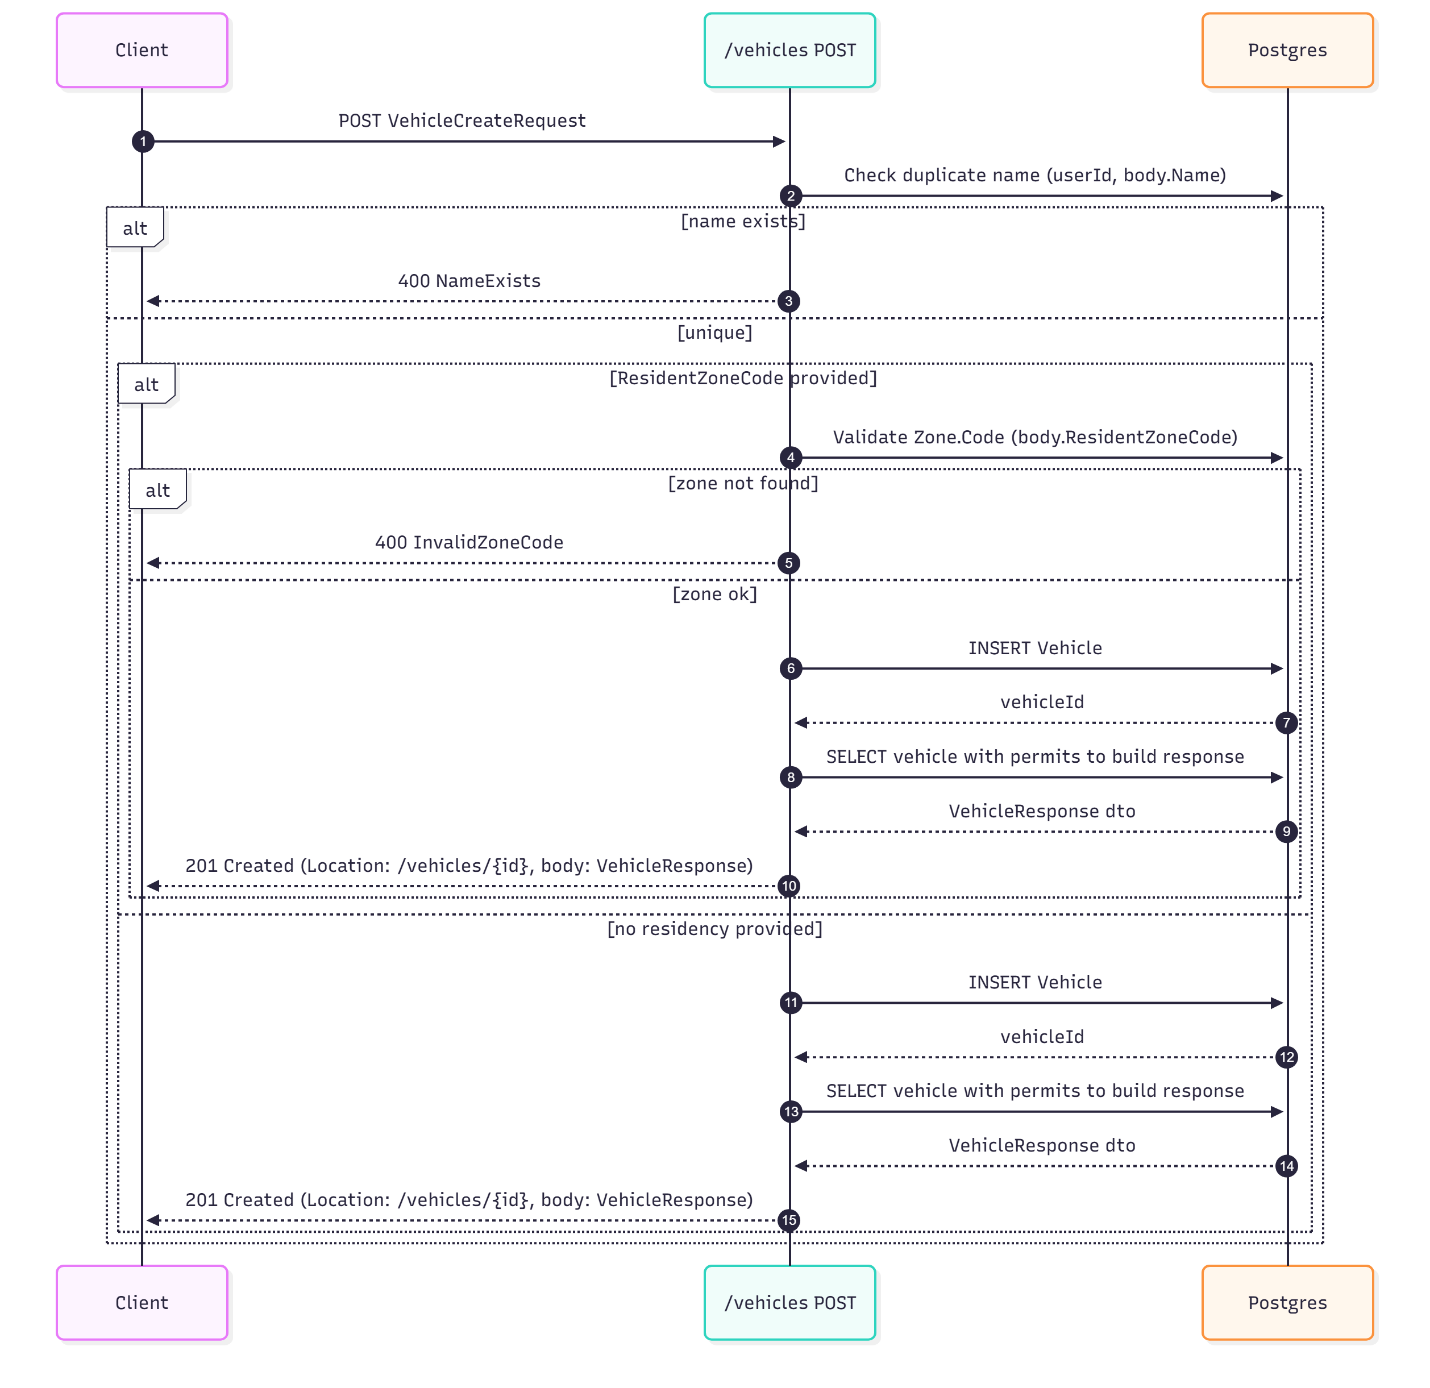 Client
/vehicles POST
Postgres
POST VehicleCreateRequest
1
Check duplicate name (userId, body.Name)
2
alt
[name exists]
400 NameExists
3
[unique]
alt
[ResidentZoneCode provided]
Validate Zone.Code (body.ResidentZoneCode)
4
alt
[zone not found]
400 InvalidZoneCode
5
[zone ok]
INSERT Vehicle
6
vehicleId
7
SELECT vehicle with permits to build response
8
VehicleResponse dto
9
201 Created (Location: /vehicles/{id}, body: VehicleResponse)
10
[no residency provided]
INSERT Vehicle
11
vehicleId
12
SELECT vehicle with permits to build response
13
VehicleResponse dto
14
201 Created (Location: /vehicles/{id}, body: VehicleResponse)
15
Client
/vehicles POST
Postgres